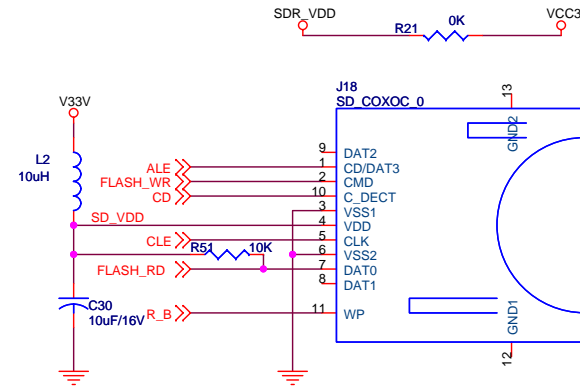 SDR_VDD
VCC3
R21
0K
J18
SD_COXOC_0
13
GND2
V33V
L2
10uH
9 DAT2
ALE 1 CD/DAT3
FLASH_WR 2 CMD
CD 10 C_DECT
3 VSS1
SD_VDD 4 VDD
CLE 5 CLK
R51 10K 6 VSS2
FLASH_RD 7 DAT0
8 DAT1
C30
10uF/16V
R_B 11 WP
GND1
12